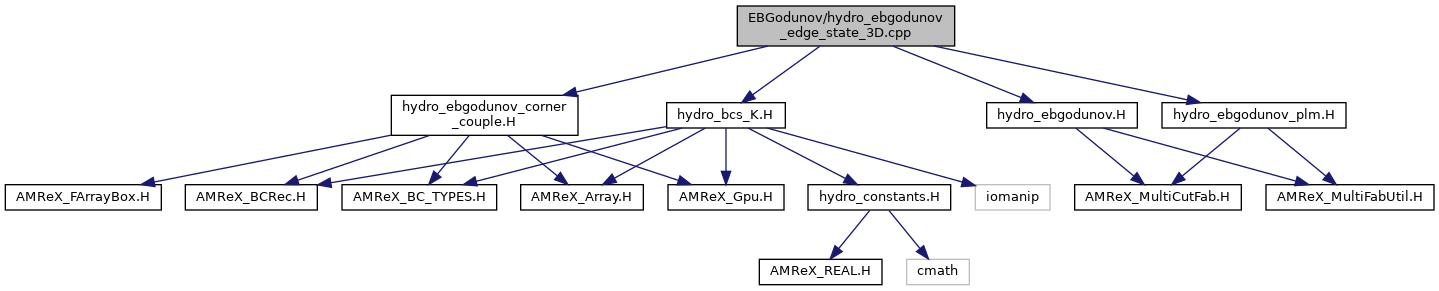 EBGodunov/hydro_ebgodunov
_edge_state_3D.cpp
hydro_ebgodunov_corner
_couple.H
hydro_bcs_K.H
hydro_ebgodunov.H
hydro_ebgodunov_plm.H
AMReX_FArrayBox.H
AMReX_BCRec.H
AMReX_BC_TYPES.H
AMReX_Array.H
AMReX_Gpu.H
hydro_constants.H
iomanip
AMReX_MultiCutFab.H
AMReX_MultiFabUtil.H
AMReX_REAL.H
cmath